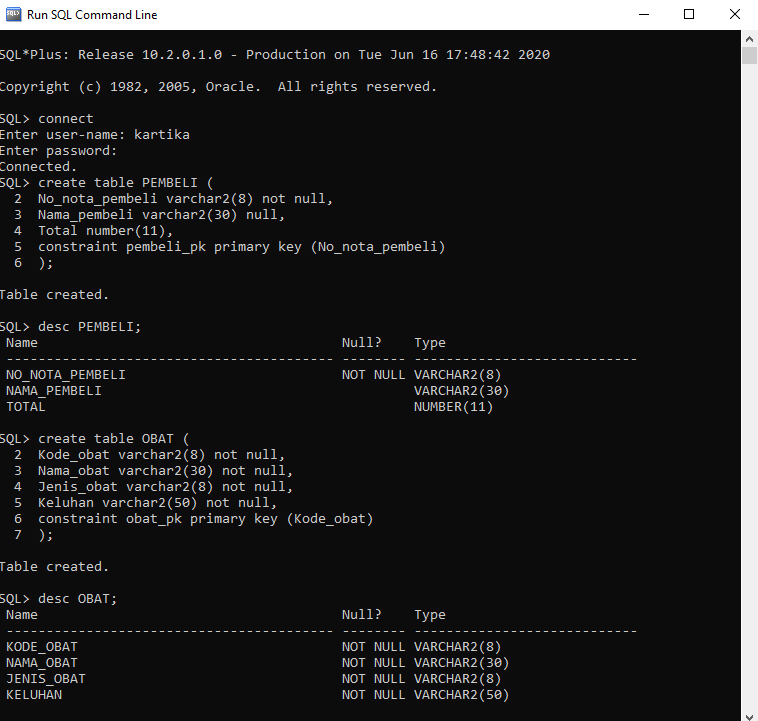 Run SQL Command Line
SQL*Plus: Release 10.2.0.1.0 - Production on Tue Jun 16 17:48:42 2020
Copyright (c) 1982, 2005, Oracle.  All rights reserved.
SQL> connect
Enter user-name: kartika
Enter password:
Connected.
SQL> create table PEMBELI (
  2  No_nota_pembeli varchar2(8) not null,
  3  Nama_pembeli varchar2(30) null,
  4  Total number(11),
  5  constraint pembeli_pk primary key (No_nota_pembeli)
  6  );
Table created.
SQL> desc PEMBELI;
 Name                                      Null?    Type
 ----------------------------------------- -------- ----------------------------
 NO_NOTA_PEMBELI                           NOT NULL VARCHAR2(8)
 NAMA_PEMBELI                                       VARCHAR2(30)
 TOTAL                                              NUMBER(11)
SQL> create table OBAT (
  2  Kode_obat varchar2(8) not null,
  3  Nama_obat varchar2(30) not null,
  4  Jenis_obat varchar2(8) not null,
  5  Keluhan varchar2(50) not null,
  6  constraint obat_pk primary key (Kode_obat)
  7  );
Table created.
SQL> desc OBAT;
 Name                                      Null?    Type
 ----------------------------------------- -------- ----------------------------
 KODE_OBAT                                 NOT NULL VARCHAR2(8)
 NAMA_OBAT                                 NOT NULL VARCHAR2(30)
 JENIS_OBAT                                NOT NULL VARCHAR2(8)
 KELUHAN                                   NOT NULL VARCHAR2(50)